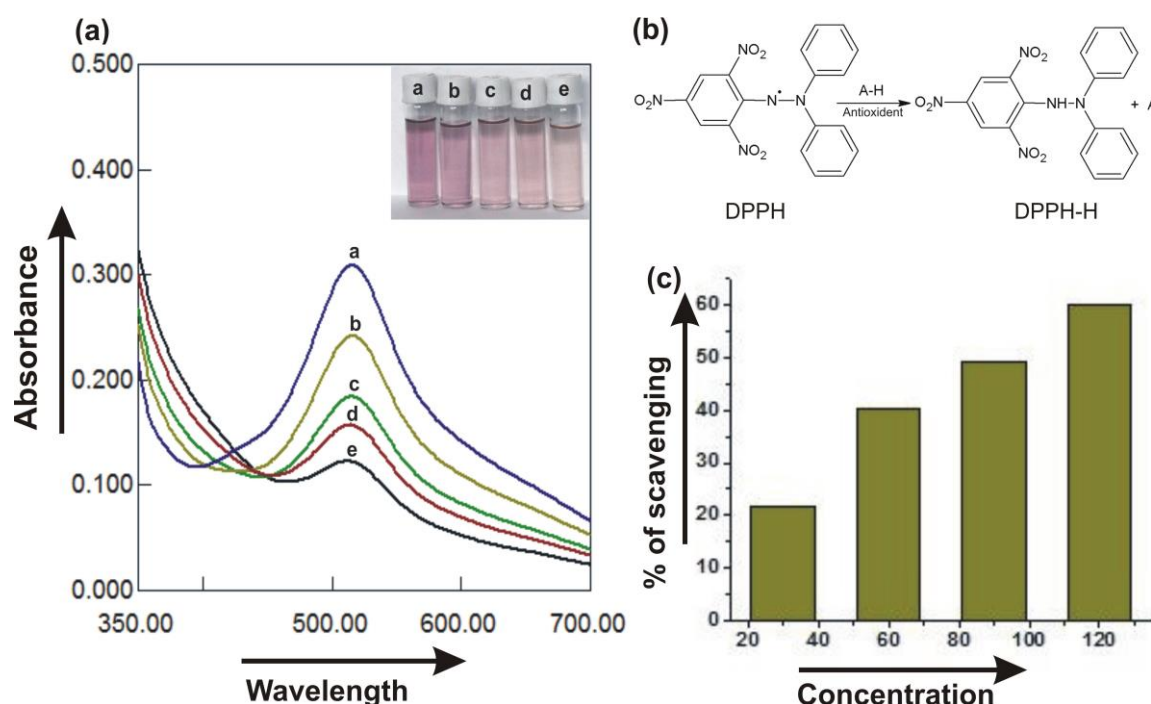 (a)
0.500
0.400
0.300
0.200
0.100
0.000
350.00 500.00 600.00 700.00
Absorbance
Wavelength
a b c d e
a
b
c
d
e
(b)
NO2
O2N
N•
N
NO2
DPPH
A-H
Antioxident
NO2
O2N
NH
N
NO2
DPPH-H
+ A
(c)
% of scavenging
60
50
40
30
20
10
0
20 40 60 80 100 120
Concentration